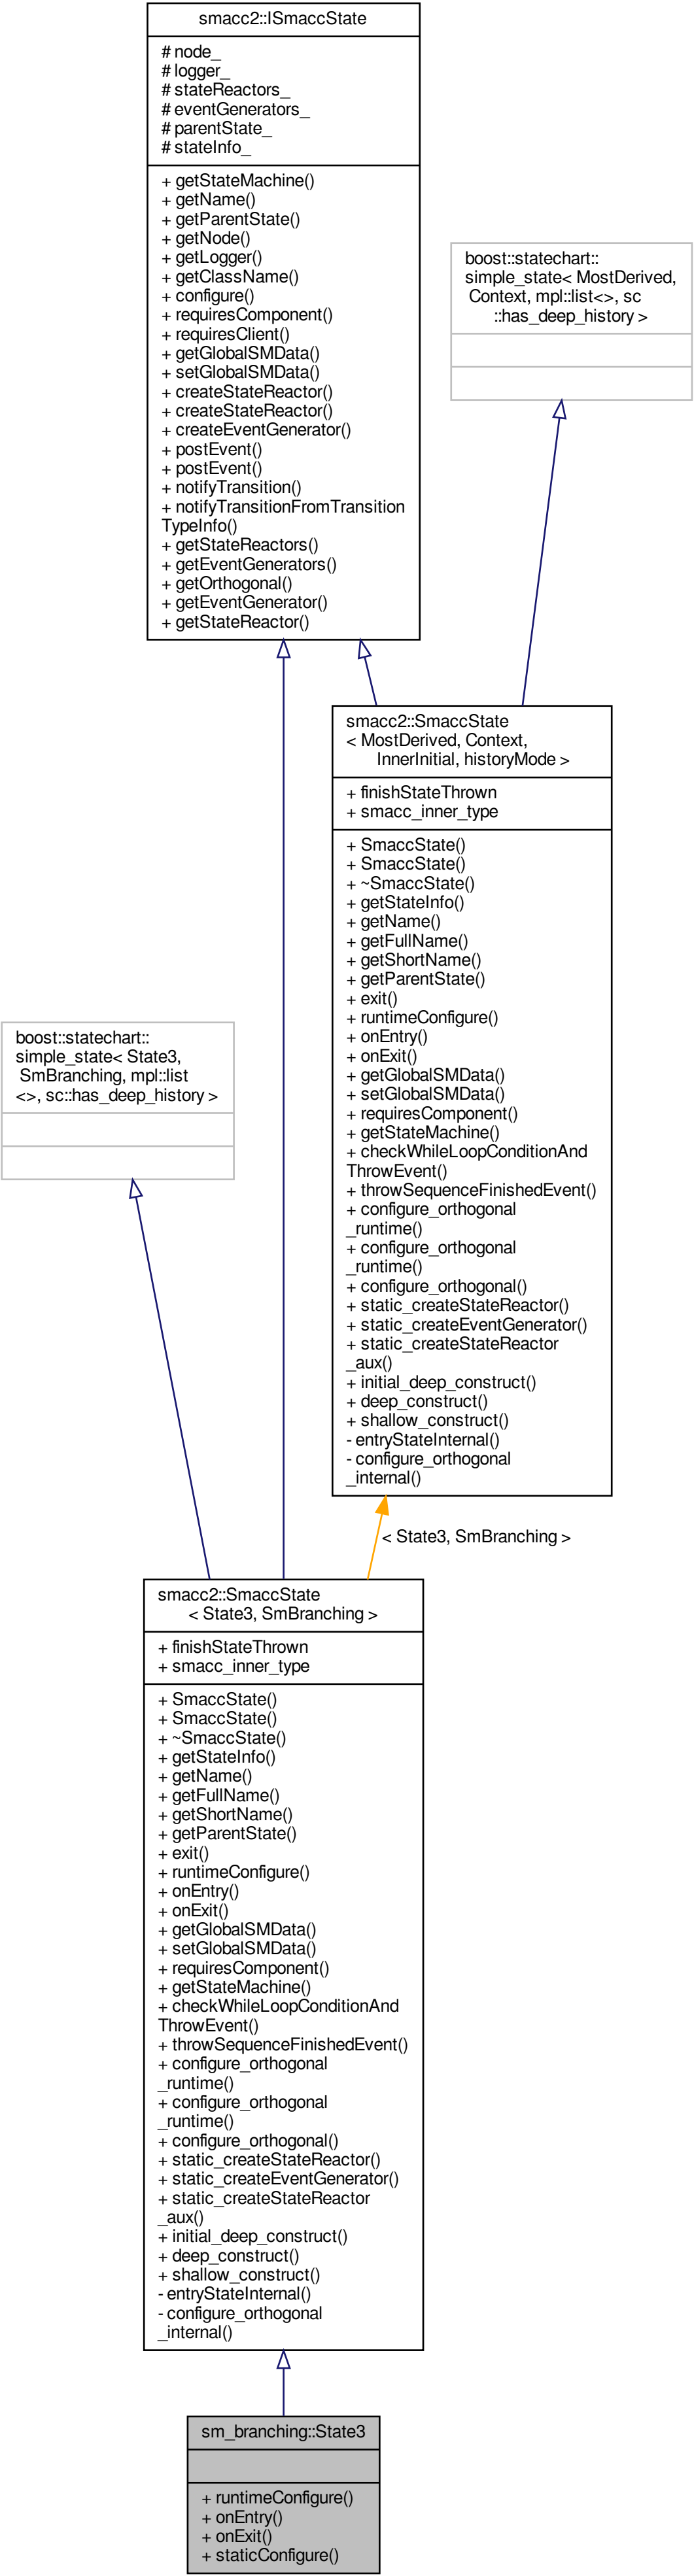 smacc2::ISmaccState
# node_
# logger_
# stateReactors_
# eventGenerators_
# parentState_
# stateInfo_
+ getStateMachine()
+ getName()
+ getParentState()
+ getNode()
+ getLogger()
+ getClassName()
+ configure()
+ requiresComponent()
+ requiresClient()
+ getGlobalSMData()
+ setGlobalSMData()
+ createStateReactor()
+ createStateReactor()
+ createEventGenerator()
+ postEvent()
+ postEvent()
+ notifyTransition()
+ notifyTransitionFromTransition
TypeInfo()
+ getStateReactors()
+ getEventGenerators()
+ getOrthogonal()
+ getEventGenerator()
+ getStateReactor()
boost::statechart::
simple_state< MostDerived,
Context, mpl::list<>, sc
::has_deep_history >
smacc2::SmaccState
< MostDerived, Context,
InnerInitial, historyMode >
+ finishStateThrown
+ smacc_inner_type
+ SmaccState()
+ SmaccState()
+ ~SmaccState()
+ getStateInfo()
+ getName()
+ getFullName()
+ getShortName()
+ getParentState()
+ exit()
+ runtimeConfigure()
+ onEntry()
+ onExit()
+ getGlobalSMData()
+ setGlobalSMData()
+ requiresComponent()
+ getStateMachine()
+ checkWhileLoopConditionAnd
ThrowEvent()
+ throwSequenceFinishedEvent()
+ configure_orthogonal
_runtime()
+ configure_orthogonal
_runtime()
+ configure_orthogonal()
+ static_createStateReactor()
+ static_createEventGenerator()
+ static_createStateReactor
_aux()
+ initial_deep_construct()
+ deep_construct()
+ shallow_construct()
- entryStateInternal()
- configure_orthogonal
_internal()
boost::statechart::
simple_state< State3,
SmBranching, mpl::list
<>, sc::has_deep_history >
< State3, SmBranching >
smacc2::SmaccState
< State3, SmBranching >
+ finishStateThrown
+ smacc_inner_type
+ SmaccState()
+ SmaccState()
+ ~SmaccState()
+ getStateInfo()
+ getName()
+ getFullName()
+ getShortName()
+ getParentState()
+ exit()
+ runtimeConfigure()
+ onEntry()
+ onExit()
+ getGlobalSMData()
+ setGlobalSMData()
+ requiresComponent()
+ getStateMachine()
+ checkWhileLoopConditionAnd
ThrowEvent()
+ throwSequenceFinishedEvent()
+ configure_orthogonal
_runtime()
+ configure_orthogonal
_runtime()
+ configure_orthogonal()
+ static_createStateReactor()
+ static_createEventGenerator()
+ static_createStateReactor
_aux()
+ initial_deep_construct()
+ deep_construct()
+ shallow_construct()
- entryStateInternal()
- configure_orthogonal
_internal()
sm_branching::State3
+ runtimeConfigure()
+ onEntry()
+ onExit()
+ staticConfigure()